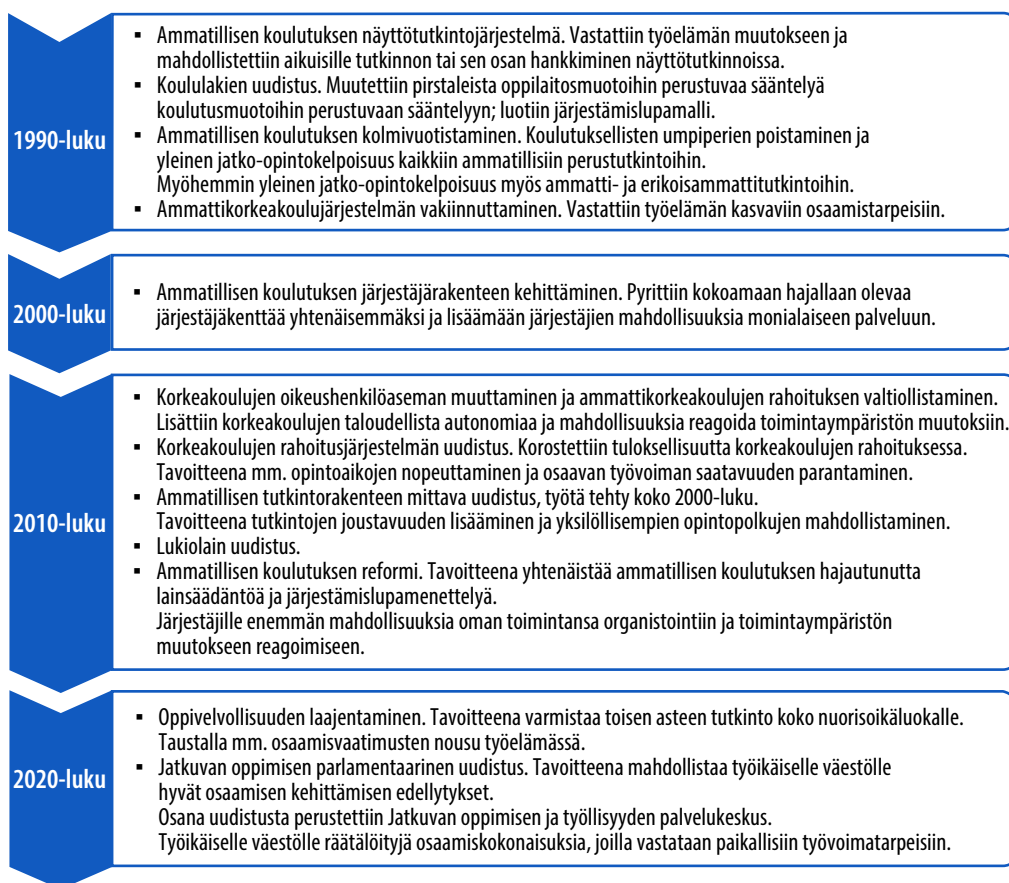 1990-luku
▪ Ammatillisen koulutuksen näyttötutkintojärjestelmä. Vastattiin työelämän muutokseen ja
mahdollistettiin aikuisille tutkinnon tai sen osan hankkiminen näyttötutkinnoissa.
▪ Koululakien uudistus. Muutettiin pirstaleista oppilaitosmuotoihin perustuvaa sääntelyä
koulutusmuotoihin perustuvaan sääntelyyn; luotiin järjestämislupamalli.
▪ Ammatillisen koulutuksen kolmivuotistaminen. Koulutuksellisten umpiperien poistaminen ja
yleinen jatko-opintokelpoisuus kaikkiin ammatillisiin perustutkintoihin.
Myöhemmin yleinen jatko-opintokelpoisuus myös ammatti- ja erikoisammattitutkintoihin.
▪ Ammattikorkeakoulujärjestelmän vakiinnuttaminen. Vastattiin työelämän kasvaviin osaamistarpeisiin.
2000-luku
▪ Ammatillisen koulutuksen järjestäjärakenteen kehittäminen. Pyrittiin kokoamaan hajallaan olevaa
järjestäjäkenttää yhtenäisemmäksi ja lisäämään järjestäjien mahdollisuuksia monialaiseen palveluun.
2010-luku
▪ Korkeakoulujen oikeushenkilöaseman muuttaminen ja ammattikorkeakoulujen rahoituksen valtiollistaminen.
Lisättiin korkeakoulujen taloudellista autonomiaa ja mahdollisuuksia reagoida toimintaympäristön muutoksiin.
▪ Korkeakoulujen rahoitusjärjestelmän uudistus. Korostettiin tuloksellisuutta korkeakoulujen rahoituksessa.
Tavoitteena mm. opintoaikojen nopeuttaminen ja osaavan työvoiman saatavuuden parantaminen.
▪ Ammatillisen tutkintorakenteen mittava uudistus, työtä tehty koko 2000-luku.
Tavoitteena tutkintojen joustavuuden lisääminen ja yksilöllisempien opintopolkujen mahdollistaminen.
▪ Lukiolain uudistus.
▪ Ammatillisen koulutuksen reformi. Tavoitteena yhtenäistää ammatillisen koulutuksen hajautunutta
lainsäädäntöä ja järjestämislupamenettelyä.
Järjestäjille enemmän mahdollisuuksia oman toimintansa organistointiin ja toimintaympäristön
muutokseen reagoimiseen.
2020-luku
▪ Oppivelvollisuuden laajentaminen. Tavoitteena varmistaa toisen asteen tutkinto koko nuorisoikäluokalle.
Taustalla mm. osaamisvaatimusten nousu työelämässä.
▪ Jatkuvan oppimisen parlamentaarinen uudistus. Tavoitteena mahdollistaa työikäiselle väestölle
hyvät osaamisen kehittämisen edellytykset.
Osana uudistusta perustettiin Jatkuvan oppimisen ja työllisyyden palvelukeskus.
Työikäiselle väestölle räätälöityjä osaamiskokonaisuksia, joilla vastataan paikallisiin työvoimatarpeisiin.